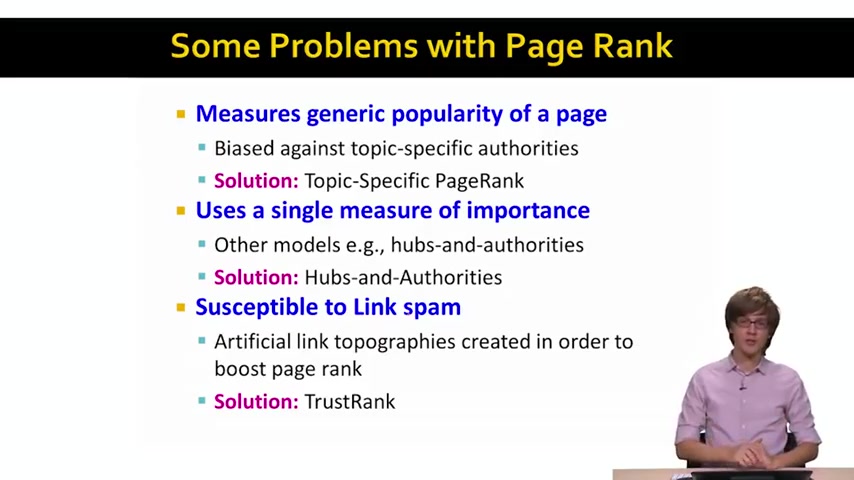 Some Problems with Page Rank
Measures generic popularity of a page
Biased against topic-specific authorities
Solution: Topic-Specific PageRank
Uses a single measure of importance
Other models e.g., hubs-and-authorities
Solution: Hubs-and-Authorities
Susceptible to Link spam
Artificial link topographies created in order to
boost page rank
Solution: TrustRank